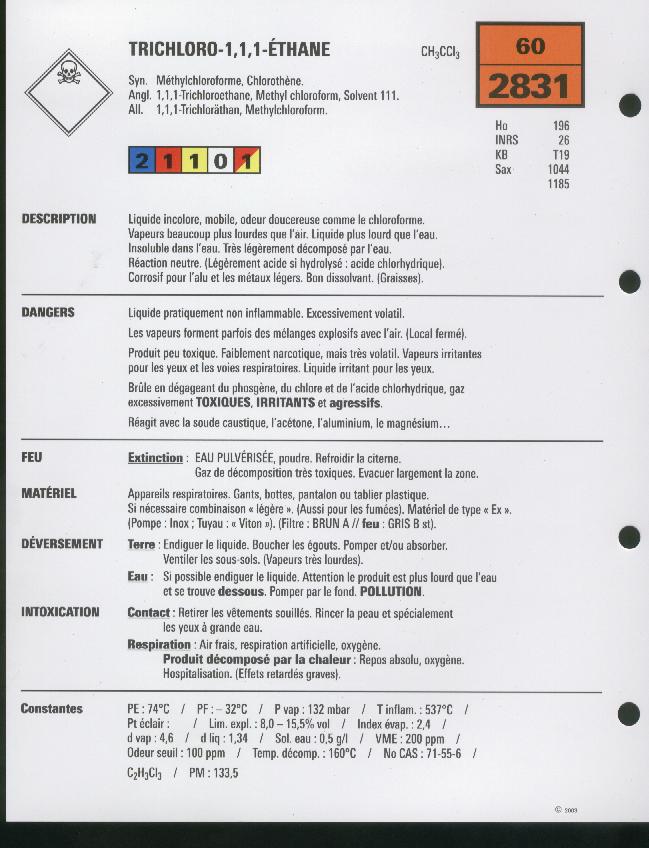 TRICHLORO-1,1,1-ÉTHANE
CH₃CCl₃
60
2831
Syn. Méthylchloroforme, Chlorothène.
Angl. 1,1,1-Trichloroethane, Methyl chloroform, Solvent 111.
All. 1,1,1-Trichloräthan, Methylchloroform.
Ho 196
INRS 26
KB T19
Sax 1044
1185
2 1 1 0 1
DESCRIPTION
Liquide incolore, mobile, odeur doucereuse comme le chloroforme.
Vapeurs beaucoup plus lourdes que l'air. Liquide plus lourd que l'eau.
Insoluble dans l'eau. Très légèrement décomposé par l'eau.
Réaction neutre. (Légèrement acide si hydrolysé : acide chlorhydrique).
Corrosif pour l'alu et les métaux légers. Bon dissolvant. (Graisses).
DANGERS
Liquide pratiquement non inflammable. Excessivement volatil.
Les vapeurs forment parfois des mélanges explosifs avec l'air. (Local fermé).
Produit peu toxique. Faiblement narcotique, mais très volatil. Vapeurs irritantes
pour les yeux et les voies respiratoires. Liquide irritant pour les yeux.
Brûle en dégageant du phosgène, du chlore et de l'acide chlorhydrique, gaz
excessivement TOXIQUES, IRRITANTS et agressifs.
Réagit avec la soude caustique, l'acétone, l'aluminium, le magnésium...
FEU
Extinction : EAU PULVÉRISÉE, poudre. Refroidir la citerne.
Gaz de décomposition très toxiques. Evacuer largement la zone.
MATÉRIEL
Appareils respiratoires. Gants, bottes, pantalon ou tablier plastique.
Si nécessaire combinaison « légère ». (Aussi pour les fumées). Matériel de type « Ex ».
(Pompe : Inox ; Tuyau : « Viton »). (Filtre : BRUN A // feu : GRIS B st).
DÉVERSEMENT
Terre : Endiguer le liquide. Boucher les égouts. Pomper et/ou absorber.
Ventiler les sous-sols. (Vapeurs très lourdes).
Eau : Si possible endiguer le liquide. Attention le produit est plus lourd que l'eau
et se trouve dessous. Pomper par le fond. POLLUTION.
INTOXICATION
Contact : Retirer les vêtements souillés. Rincer la peau et spécialement
les yeux à grande eau.
Respiration : Air frais, respiration artificielle, oxygène.
Produit décomposé par la chaleur : Repos absolu, oxygène.
Hospitalisation. (Effets retardés graves).
Constantes
PE : 74°C / PF : – 32°C / P vap : 132 mbar / T inflam. : 537°C /
Pt éclair : / Lim. expl. : 8,0 – 15,5% vol / Index évap. : 2,4 /
d vap : 4,6 / d liq : 1,34 / Sol. eau : 0,5 g/l / VME : 200 ppm /
Odeur seuil : 100 ppm / Temp. décomp. : 160°C / No CAS : 71-55-6 /
C₂H₃Cl₃ / PM : 133,5
© 2003